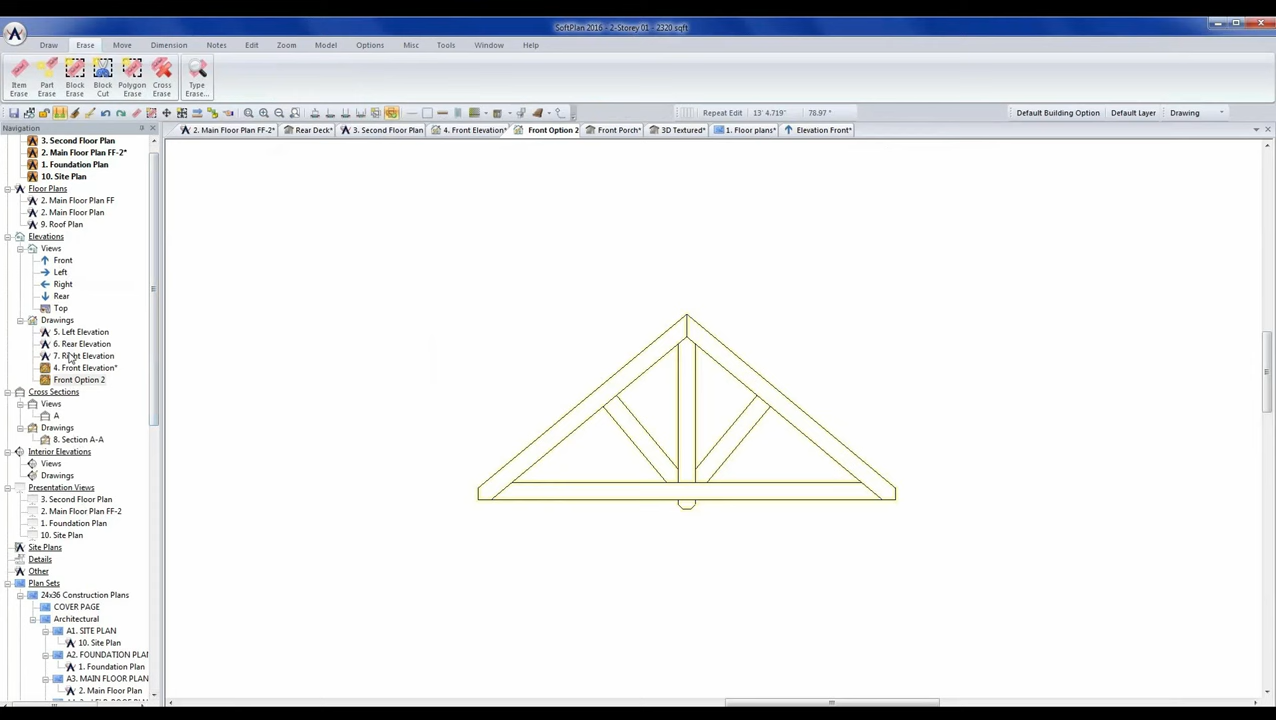 SoftPlan 2016 - 2-Storey 01 - 2320 sqft
Draw Erase Move Dimension Notes Edit Zoom Model Options Misc Tools Window Help
Item Erase Part Erase Block Erase Block Cut Polygon Erase Cross Erase Type Erase...
Repeat Edit 13' 4.719" 78.97 ° Default Building Option Default Layer Drawing
Navigation
2. Main Floor Plan FF-2* Rear Deck* 3. Second Floor Plan 4. Front Elevation* Front Option 2 Front Porch* 3D Textured* 1. Floor plans* Elevation Front*
3. Second Floor Plan
2. Main Floor Plan FF-2*
1. Foundation Plan
10. Site Plan
Floor Plans
2. Main Floor Plan FF
2. Main Floor Plan
9. Roof Plan
Elevations
Views
Front
Left
Right
Rear
Top
Drawings
5. Left Elevation
6. Rear Elevation
7. Right Elevation
4. Front Elevation*
Front Option 2
Cross Sections
Views
A
Drawings
8. Section A-A
Interior Elevations
Views
Drawings
Presentation Views
3. Second Floor Plan
2. Main Floor Plan FF-2
1. Foundation Plan
10. Site Plan
Site Plans
Details
Other
Plan Sets
24x36 Construction Plans
COVER PAGE
Architectural
A1. SITE PLAN
10. Site Plan
A2. FOUNDATION PLAN
1. Foundation Plan
A3. MAIN FLOOR PLAN
2. Main Floor Plan